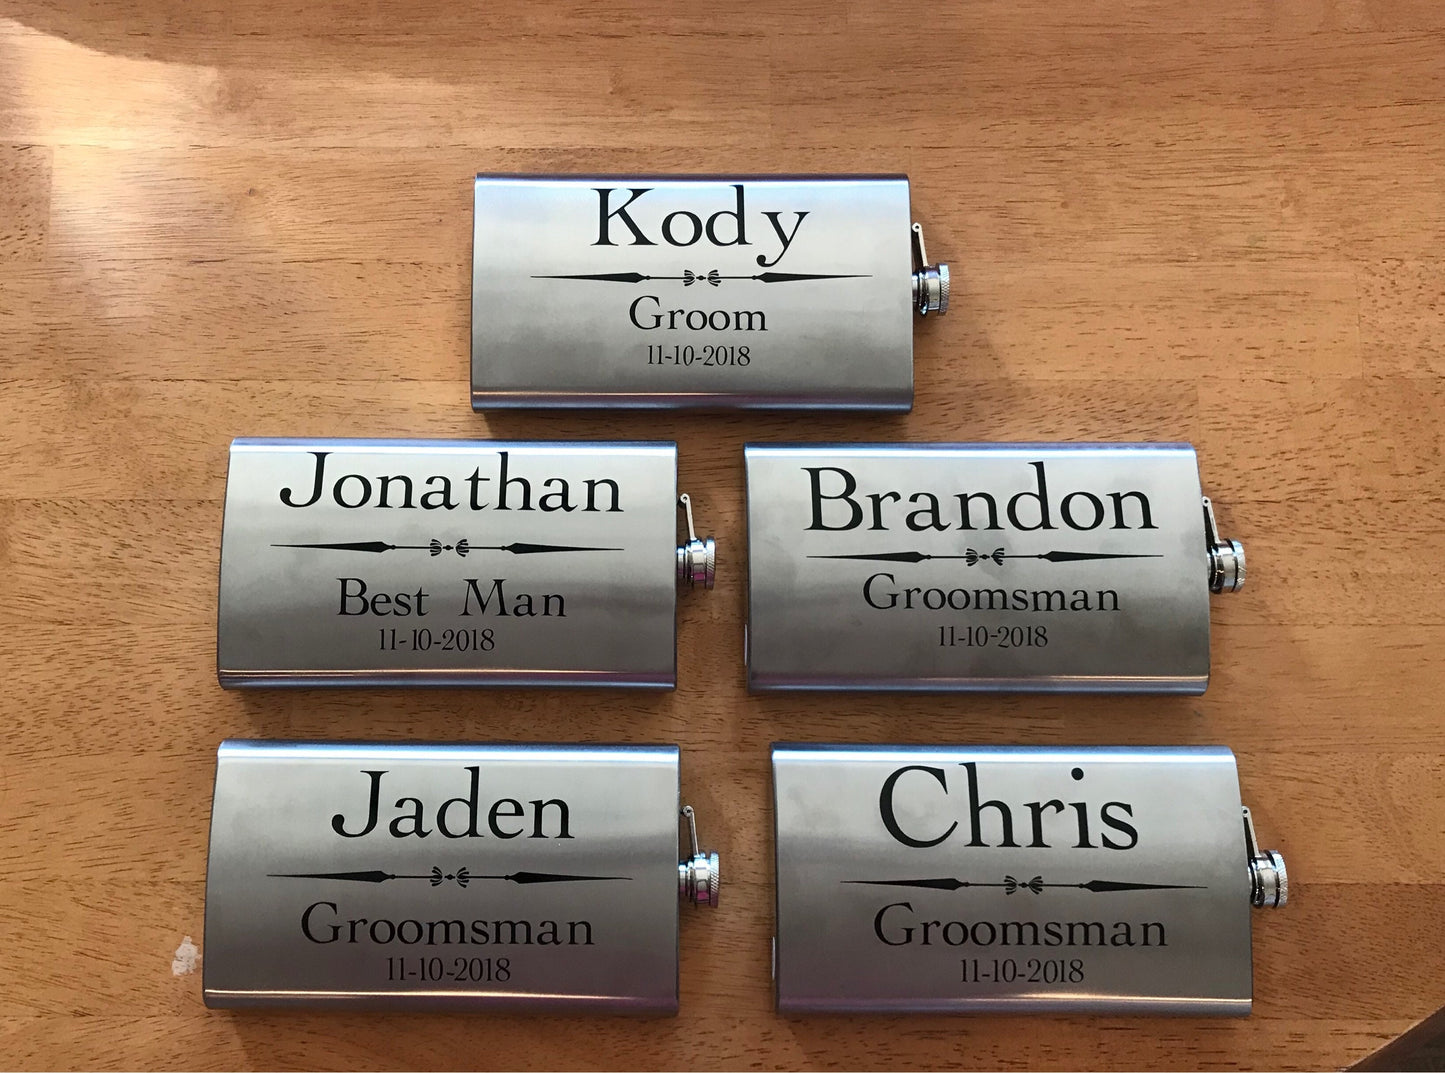 Kody
Groom
11-10-2018
Jonathan
Best Man
11-10-2018
Brandon
Groomsman
11-10-2018
Jaden
Groomsman
11-10-2018
Chris
Groomsman
11-10-2018